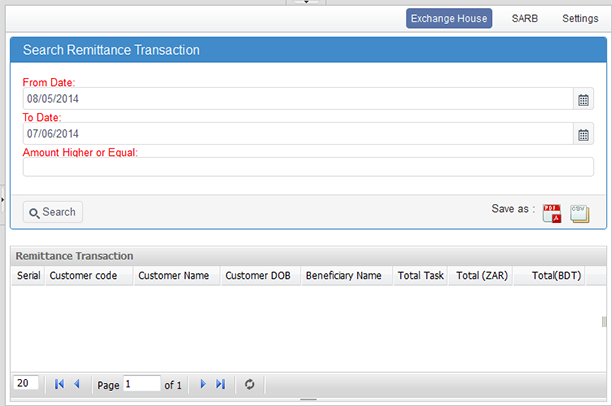 Exchange House SARB Settings
Search Remittance Transaction
From Date:
08/05/2014
To Date:
07/06/2014
Amount Higher or Equal:
Search Save as : PDF CSV
Remittance Transaction
Serial Customer code Customer Name Customer DOB Beneficiary Name Total Task Total (ZAR) Total(BDT)
20 Page 1 of 1